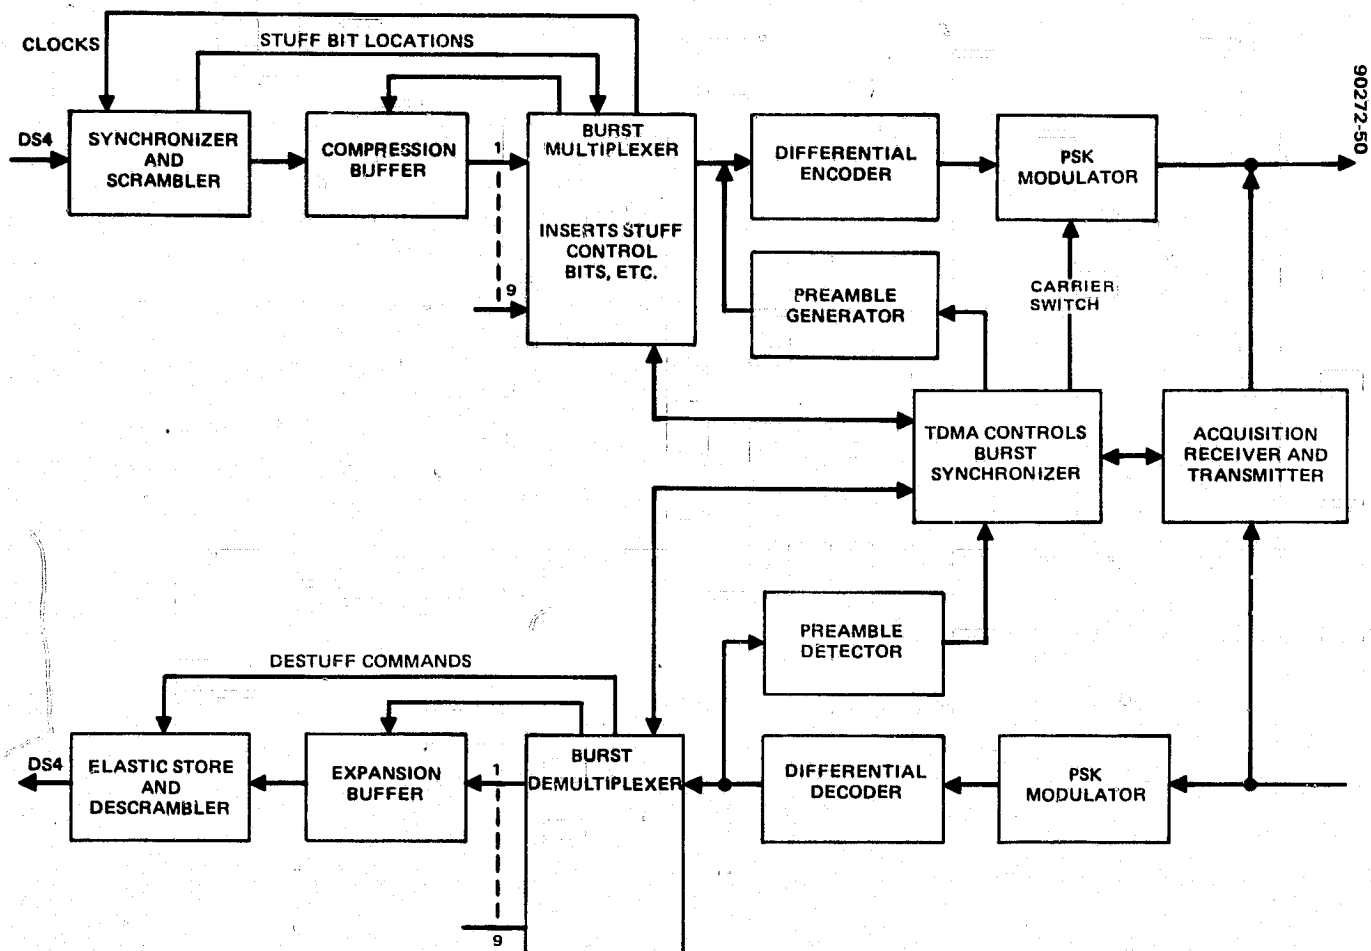 90272-50
CLOCKS
STUFF BIT LOCATIONS
DS4
SYNCHRONIZER
AND
SCRAMBLER
COMPRESSION
BUFFER
1
9
BURST
MULTIPLEXER
INSERTS STUFF
CONTROL
BITS, ETC.
DIFFERENTIAL
ENCODER
PSK
MODULATOR
PREAMBLE
GENERATOR
CARRIER
SWITCH
TDMA CONTROLS
BURST
SYNCHRONIZER
ACQUISITION
RECEIVER AND
TRANSMITTER
PREAMBLE
DETECTOR
DESTUFF COMMANDS
DS4
ELASTIC STORE
AND
DESCRAMBLER
EXPANSION
BUFFER
1
9
BURST
DEMULTIPLEXER
DIFFERENTIAL
DECODER
PSK
MODULATOR